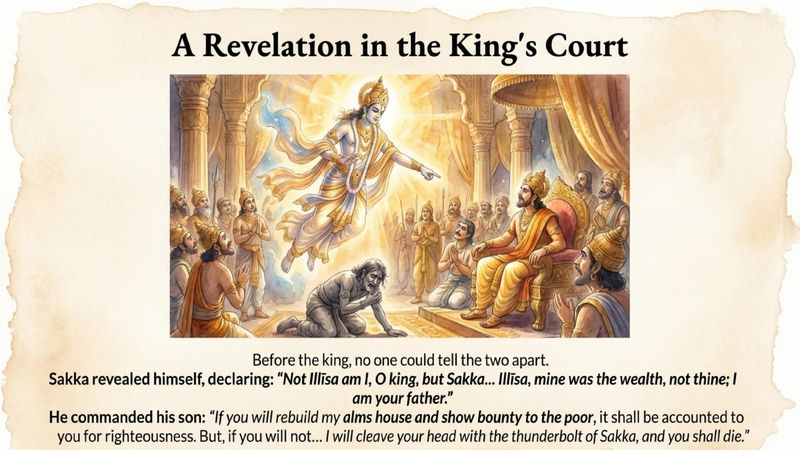 A Revelation in the King's Court
Before the king, no one could tell the two apart.
Sakka revealed himself, declaring: “Not Illīsa am I, O king, but Sakka... Illīsa, mine was the wealth, not thine; I
am your father.”
He commanded his son: “If you will rebuild my alms house and show bounty to the poor, it shall be accounted to
you for righteousness. But, if you will not... I will cleave your head with the thunderbolt of Sakka, and you shall die.”